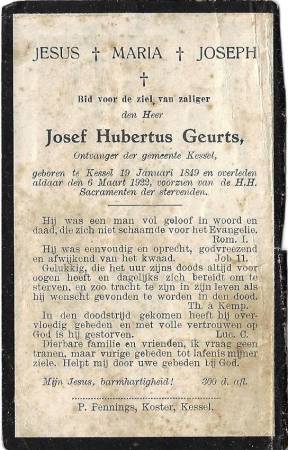 JESUS † MARIA † JOSEPH
†
Bid voor de ziel van zaliger
den Heer
Josef Hubertus Geurts,
Ontvanger der gemeente Kessel,
geboren te Kessel 19 Januari 1849 en overleden
aldaar den 6 Maart 1922, voorzien van de H.H.
Sacramenten der stervenden.
Hij was een man vol geloof in woord en
daad, die zich niet schaamde voor het Evangelie.
Rom. I.
Hij was eenvoudig en oprecht, godvreezend
en afwijkend van het kwaad. Job 11.
Gelukkig, die het uur zijns doods altijd voor
oogen heeft en dagelijks zich bereidt om te
sterven, en zoo tracht te zijn in zijn leven als
hij wenscht gevonden te worden in den dood.
Th. à Kemp.
In den doodstrijd gekomen heeft hij over-
vloediger gebeden en met volle vertrouwen op
God is hij gestorven. Luc. C.
Dierbare familie en vrienden, ik vraag geen
tranen, maar vurige gebeden tot lafenis mijner
ziele. Helpt mij door uwe gebeden bij God.
Mijn Jesus, barmhartigheid! 300 d. afl.
P. Fennings, Koster, Kessel.